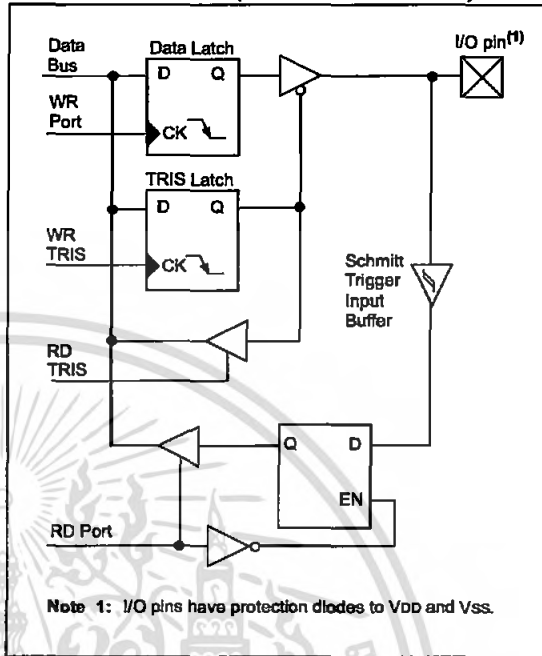 I/O pin(1)
Data Bus
Data Latch
D Q
WR Port
CK
TRIS Latch
D Q
WR TRIS
CK
Schmitt Trigger Input Buffer
RD TRIS
Q D
EN
RD Port
Note 1: I/O pins have protection diodes to VDD and VSS.